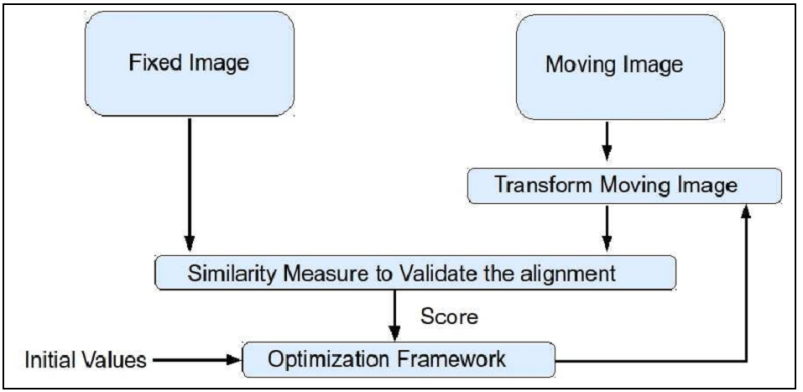 Fixed Image
Moving Image
Transform Moving Image
Similarity Measure to Validate the alignment
Score
Initial Values
Optimization Framework